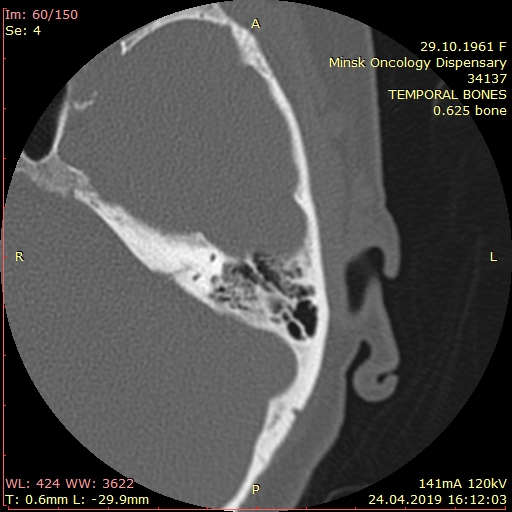 Im: 60/150
Se: 4
A
29.10.1961 F
Minsk Oncology Dispensary
34137
TEMPORAL BONES
0.625 bone
R
L
WL: 424 WW: 3622
T: 0.6mm L: -29.9mm
P
141mA 120kV
24.04.2019 16:12:03